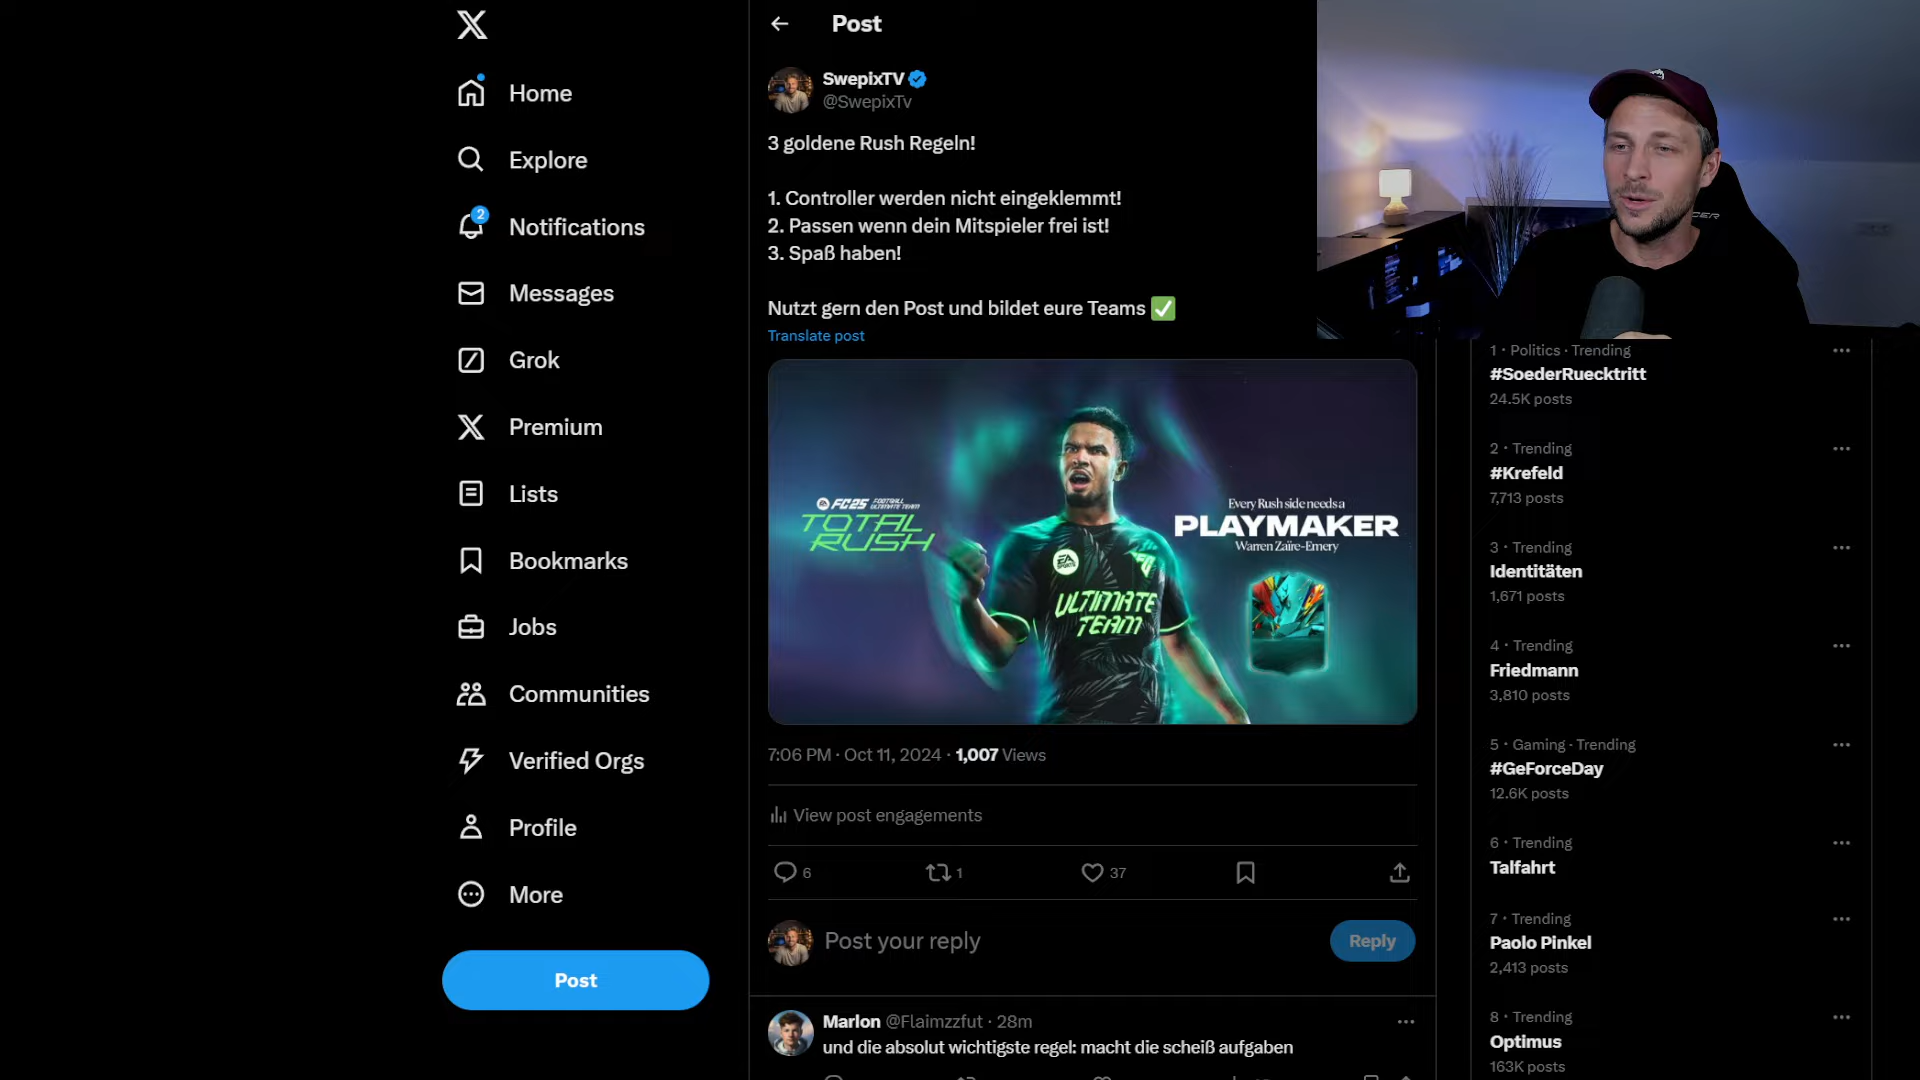 Home
Explore
2
Notifications
Messages
Grok
Premium
Lists
Bookmarks
Jobs
Communities
Verified Orgs
Profile
More
Post
Post
SwepixTV
@SwepixTv
3 goldene Rush Regeln!
1. Controller werden nicht eingeklemmt!
2. Passen wenn dein Mitspieler frei ist!
3. Spaß haben!
Nutzt gern den Post und bildet eure Teams ✅
Translate post
FC25 FOOTBALL ULTIMATE TEAM
TOTAL RUSH
EA SPORTS
ULTIMATE TEAM
Every Rush side needs a
PLAYMAKER
Warren Zaïre-Emery
7:06 PM · Oct 11, 2024 · 1,007 Views
View post engagements
6 1 37
Post your reply
Reply
Marlon @Flaimzzfut · 28m
und die absolut wichtigste regel: macht die scheiß aufgaben
1 · Politics · Trending
#SoederRuecktritt
24.5K posts
2 · Trending
#Krefeld
7,713 posts
3 · Trending
Identitäten
1,671 posts
4 · Trending
Friedmann
3,810 posts
5 · Gaming · Trending
#GeForceDay
12.6K posts
6 · Trending
Talfahrt
7 · Trending
Paolo Pinkel
2,413 posts
8 · Trending
Optimus
163K posts